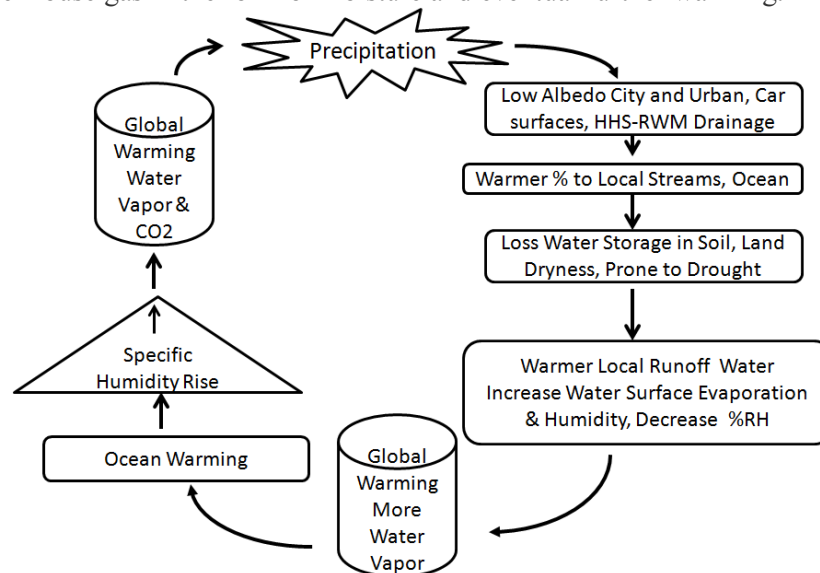 Precipitation
Low Albedo City and Urban, Car
surfaces, HHS-RWM Drainage
Warmer % to Local Streams, Ocean
Loss Water Storage in Soil, Land
Dryness, Prone to Drought
Warmer Local Runoff Water
Increase Water Surface Evaporation
& Humidity, Decrease %RH
Global
Warming
More
Water
Vapor
Ocean Warming
Specific
Humidity Rise
Global
Warming
Water
Vapor &
CO2